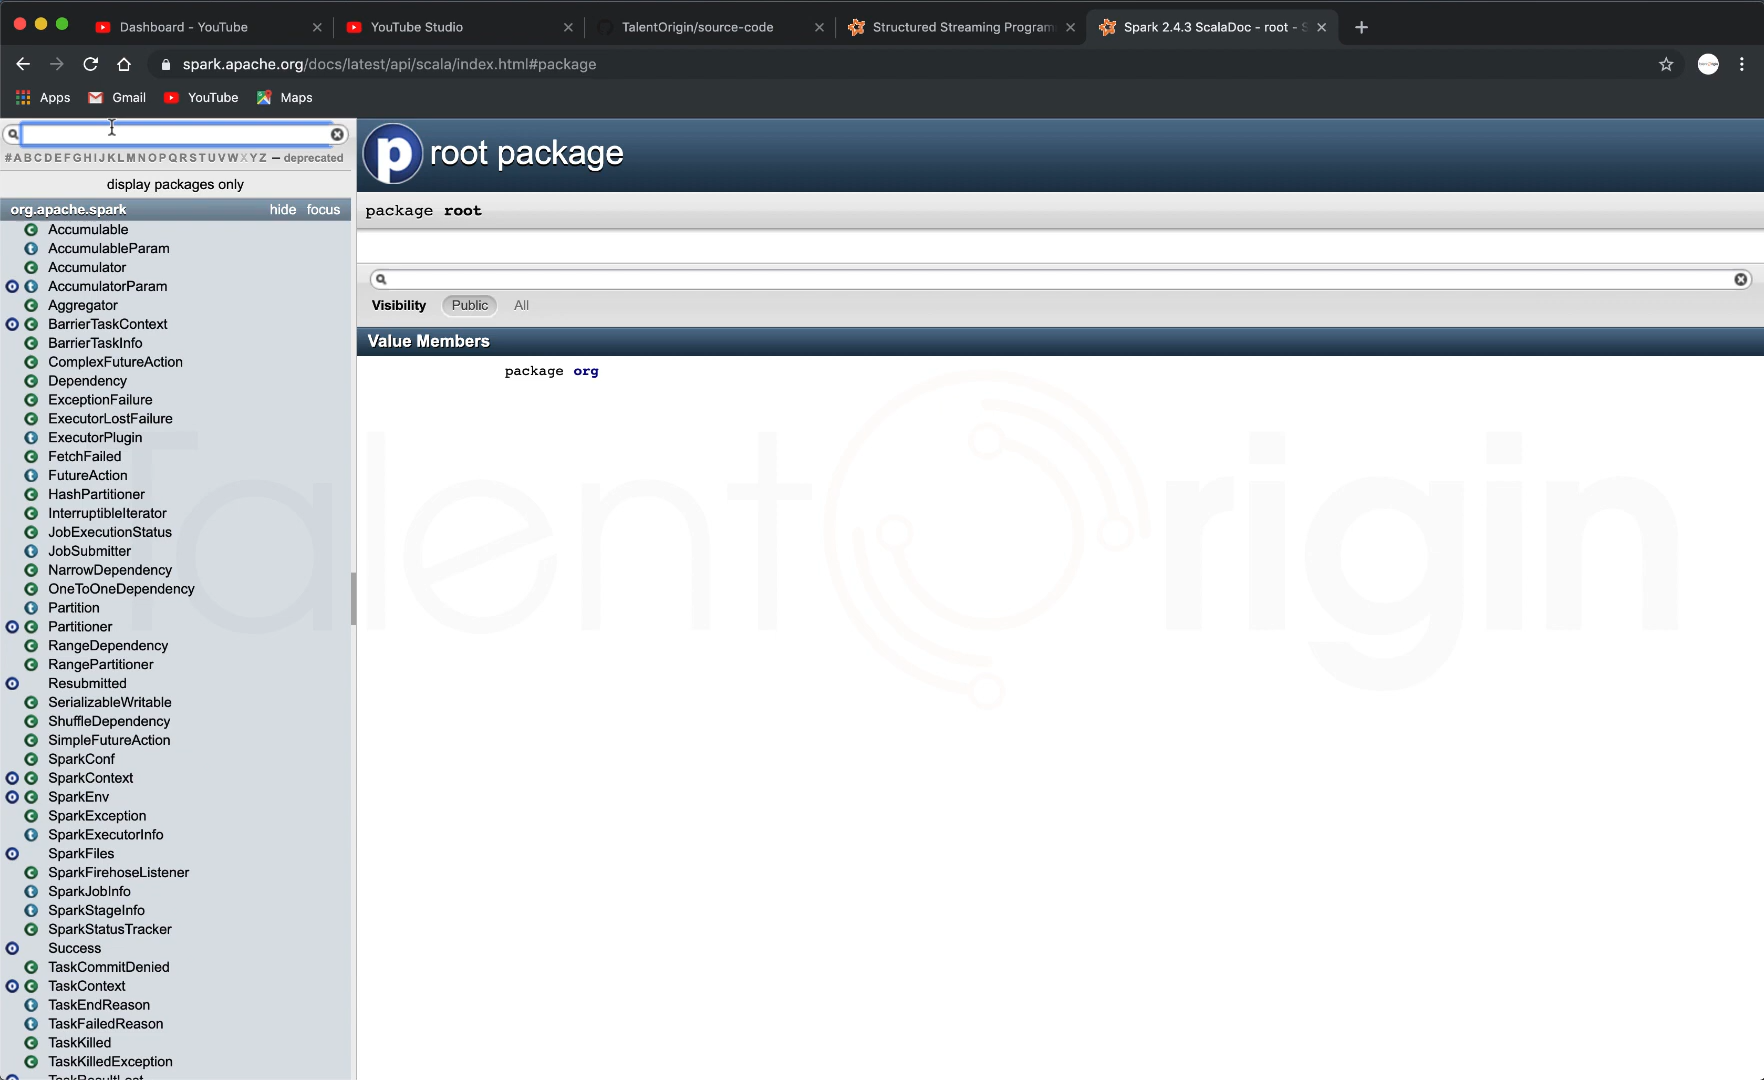 Dashboard - YouTube
YouTube Studio
TalentOrigin/source-code
Structured Streaming Program
Spark 2.4.3 ScalaDoc - root - S
spark.apache.org/docs/latest/api/scala/index.html#package
Apps Gmail YouTube Maps
#ABCDEFGHIJKLMNOPQRSTUVWXYZ – deprecated
display packages only
org.apache.spark hide focus
Accumulable
AccumulableParam
Accumulator
AccumulatorParam
Aggregator
BarrierTaskContext
BarrierTaskInfo
ComplexFutureAction
Dependency
ExceptionFailure
ExecutorLostFailure
ExecutorPlugin
FetchFailed
FutureAction
HashPartitioner
InterruptibleIterator
JobExecutionStatus
JobSubmitter
NarrowDependency
OneToOneDependency
Partition
Partitioner
RangeDependency
RangePartitioner
Resubmitted
SerializableWritable
ShuffleDependency
SimpleFutureAction
SparkConf
SparkContext
SparkEnv
SparkException
SparkExecutorInfo
SparkFiles
SparkFirehoseListener
SparkJobInfo
SparkStageInfo
SparkStatusTracker
Success
TaskCommitDenied
TaskContext
TaskEndReason
TaskFailedReason
TaskKilled
TaskKilledException
p root package
package root
Visibility Public All
Value Members
package org
TalentOrigin